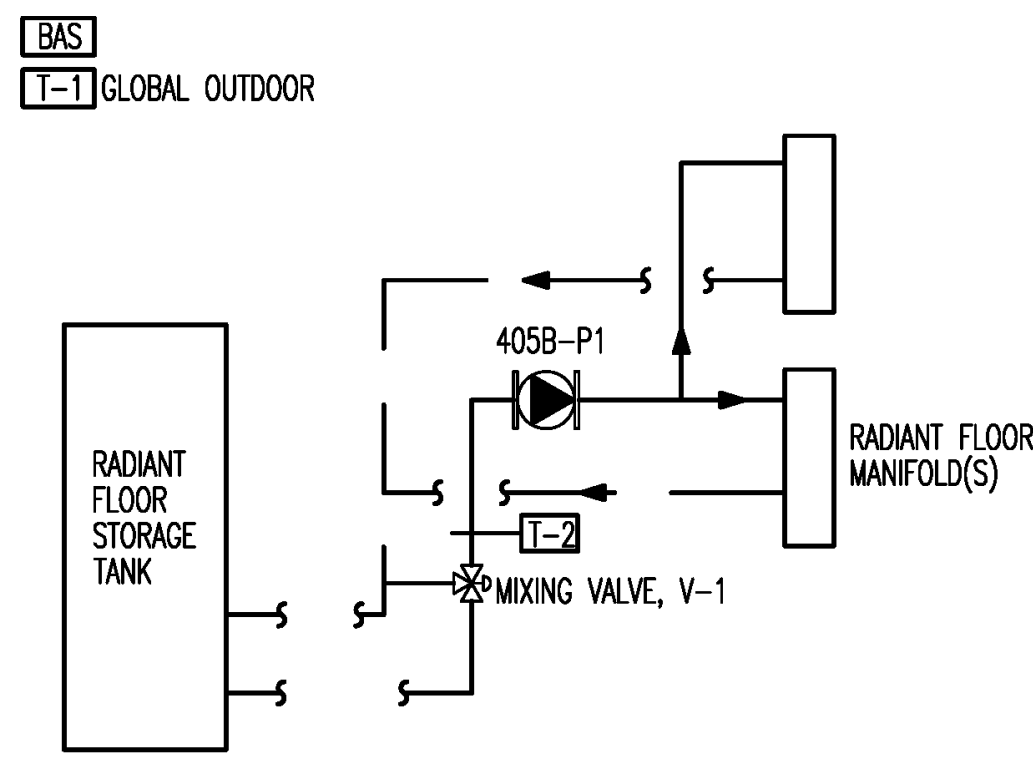 BAS
T-1 GLOBAL OUTDOOR
405B-P1
RADIANT FLOOR
MANIFOLD(S)
RADIANT
FLOOR
STORAGE
TANK
T-2
MIXING VALVE, V-1